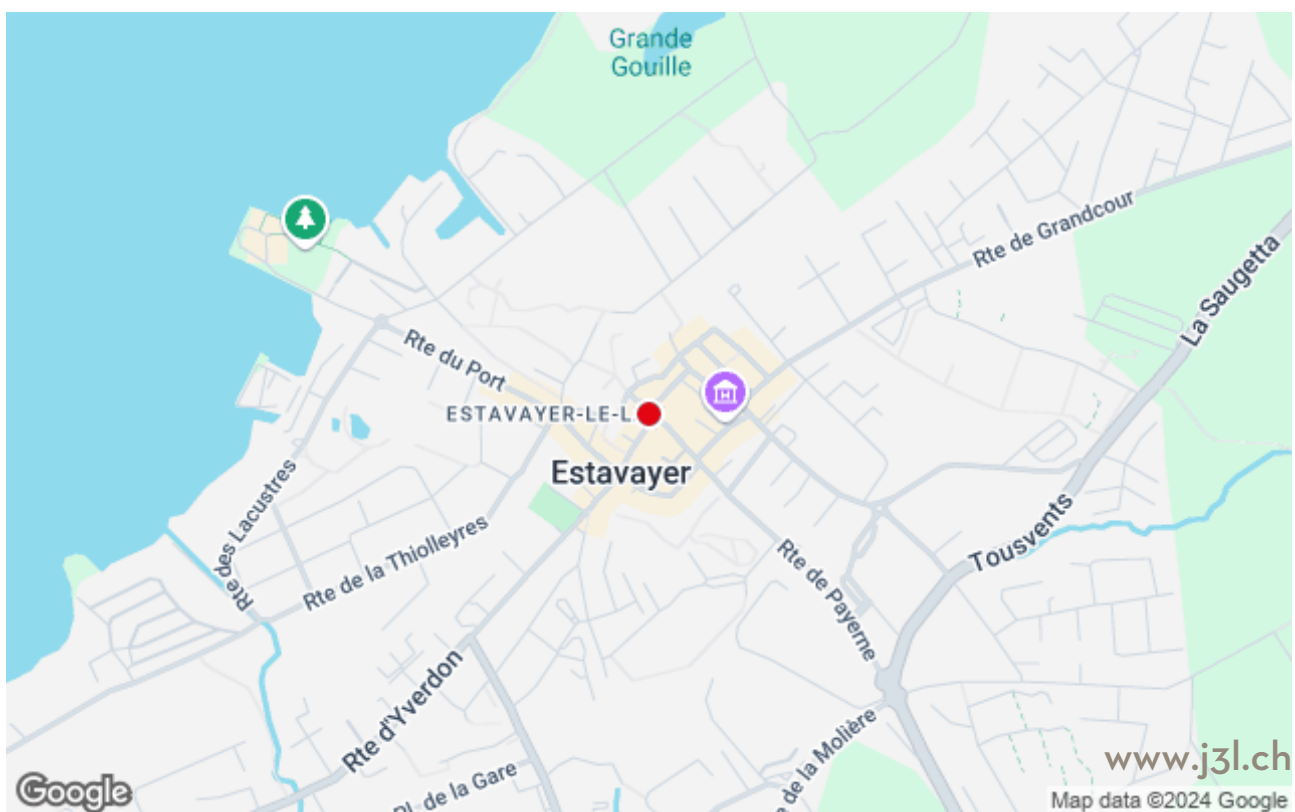 Grande
Gouille
Rte de Grandcour
La Saugetta
Rte du Port
ESTAVAYER-LE-L
Estavayer
Rte des Lacustres
Rte de la Thiolleyres
Tousvents
Rte de Payerne
Rte d'Yverdon
e de la Molière
Pl. de la Gare
www.j3l.ch
Google
Map data ©2024 Google